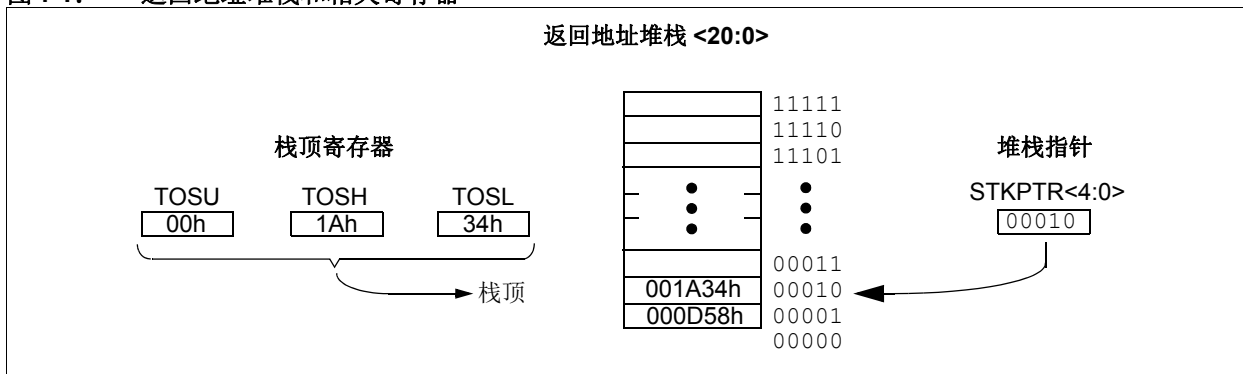 返回地址堆栈 <20:0>
11111
11110
11101
栈顶寄存器
堆栈指针
TOSU TOSH TOSL
STKPTR<4:0>
00h 1Ah 34h
00010
00011
栈顶
001A34h 00010
000D58h 00001
00000